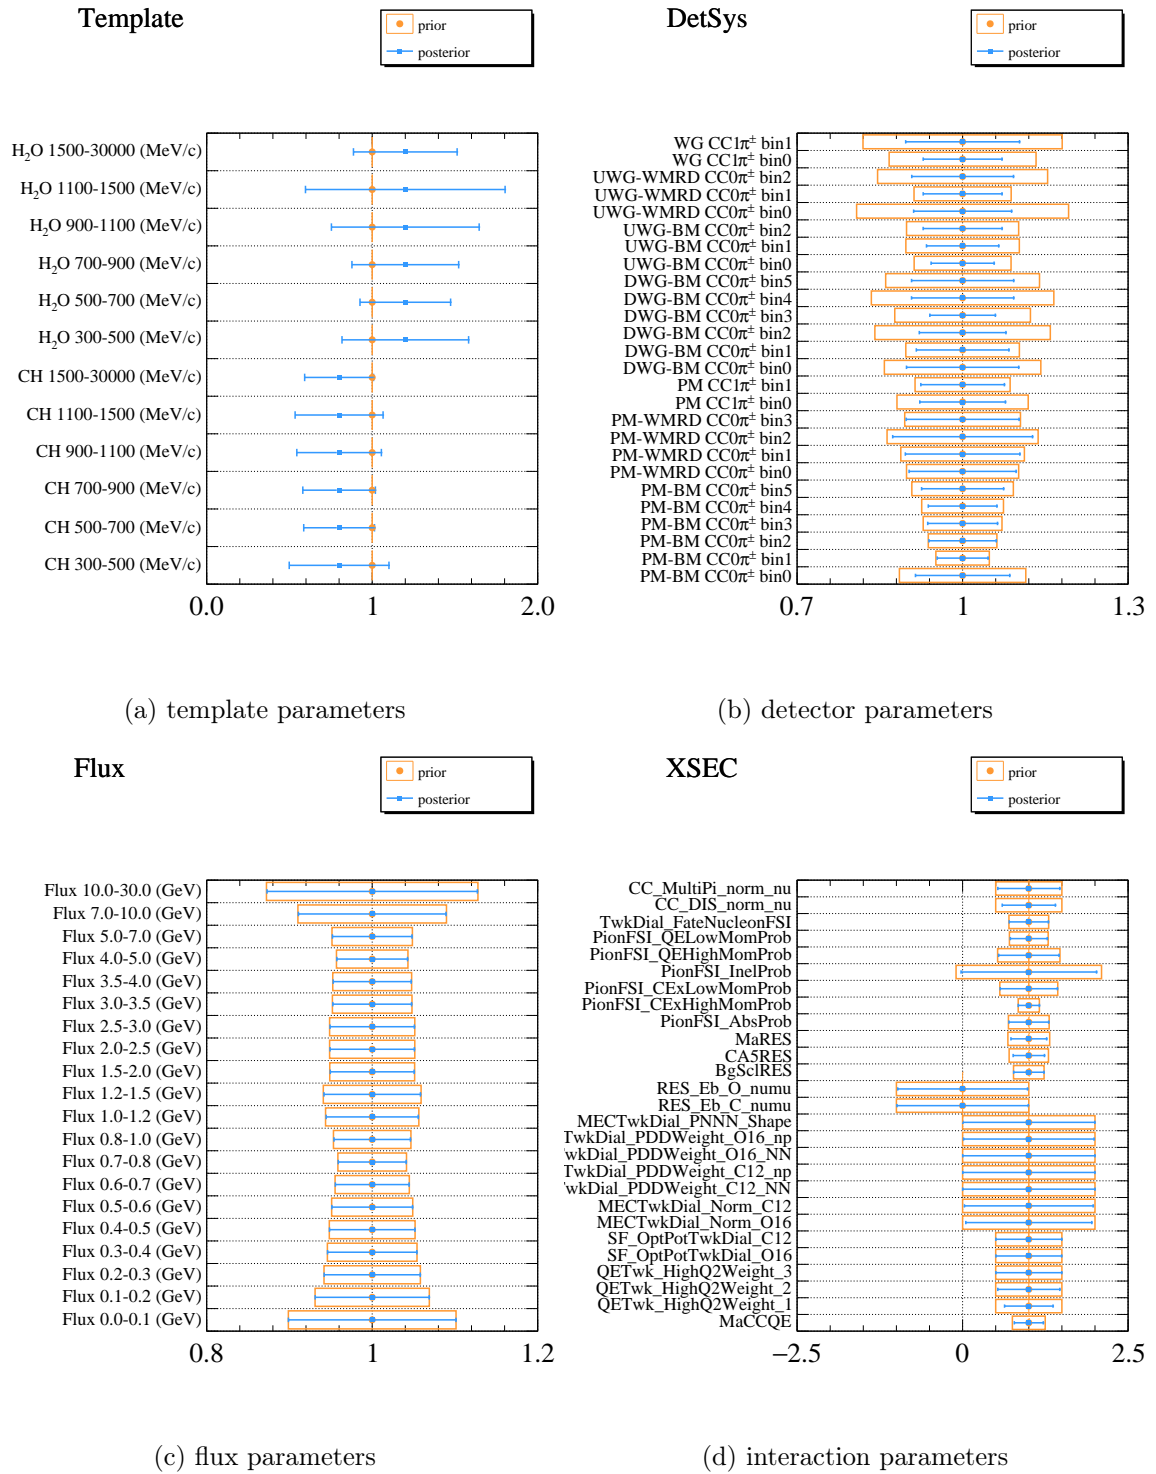 Template
prior
posterior
H₂O 1500-30000 (MeV/c)
H₂O 1100-1500 (MeV/c)
H₂O 900-1100 (MeV/c)
H₂O 700-900 (MeV/c)
H₂O 500-700 (MeV/c)
H₂O 300-500 (MeV/c)
CH 1500-30000 (MeV/c)
CH 1100-1500 (MeV/c)
CH 900-1100 (MeV/c)
CH 700-900 (MeV/c)
CH 500-700 (MeV/c)
CH 300-500 (MeV/c)
0.0 1 2.0
(a) template parameters
DetSys
prior
posterior
WG CC1π± bin1
WG CC1π± bin0
UWG-WMRD CC0π± bin2
UWG-WMRD CC0π± bin1
UWG-WMRD CC0π± bin0
UWG-BM CC0π± bin2
UWG-BM CC0π± bin1
UWG-BM CC0π± bin0
DWG-BM CC0π± bin5
DWG-BM CC0π± bin4
DWG-BM CC0π± bin3
DWG-BM CC0π± bin2
DWG-BM CC0π± bin1
DWG-BM CC0π± bin0
PM CC1π± bin1
PM CC1π± bin0
PM-WMRD CC0π± bin3
PM-WMRD CC0π± bin2
PM-WMRD CC0π± bin1
PM-WMRD CC0π± bin0
PM-BM CC0π± bin5
PM-BM CC0π± bin4
PM-BM CC0π± bin3
PM-BM CC0π± bin2
PM-BM CC0π± bin1
PM-BM CC0π± bin0
0.7 1 1.3
(b) detector parameters
Flux
prior
posterior
Flux 10.0-30.0 (GeV)
Flux 7.0-10.0 (GeV)
Flux 5.0-7.0 (GeV)
Flux 4.0-5.0 (GeV)
Flux 3.5-4.0 (GeV)
Flux 3.0-3.5 (GeV)
Flux 2.5-3.0 (GeV)
Flux 2.0-2.5 (GeV)
Flux 1.5-2.0 (GeV)
Flux 1.2-1.5 (GeV)
Flux 1.0-1.2 (GeV)
Flux 0.8-1.0 (GeV)
Flux 0.7-0.8 (GeV)
Flux 0.6-0.7 (GeV)
Flux 0.5-0.6 (GeV)
Flux 0.4-0.5 (GeV)
Flux 0.3-0.4 (GeV)
Flux 0.2-0.3 (GeV)
Flux 0.1-0.2 (GeV)
Flux 0.0-0.1 (GeV)
0.8 1 1.2
(c) flux parameters
XSEC
prior
posterior
CC_MultiPi_norm_nu
CC_DIS_norm_nu
TwkDial_FateNucleonFSI
PionFSI_QELowMomProb
PionFSI_QEHighMomProb
PionFSI_InelProb
PionFSI_CExLowMomProb
PionFSI_CExHighMomProb
PionFSI_AbsProb
MaRES
CA5RES
BgSclRES
RES_Eb_O_numu
RES_Eb_C_numu
MECTwkDial_PNNN_Shape
TwkDial_PDDWeight_O16_np
wkDial_PDDWeight_O16_NN
TwkDial_PDDWeight_C12_np
wkDial_PDDWeight_C12_NN
MECTwkDial_Norm_C12
MECTwkDial_Norm_O16
SF_OptPotTwkDial_C12
SF_OptPotTwkDial_O16
QETwk_HighQ2Weight_3
QETwk_HighQ2Weight_2
QETwk_HighQ2Weight_1
MaCCQE
−2.5 0 2.5
(d) interaction parameters